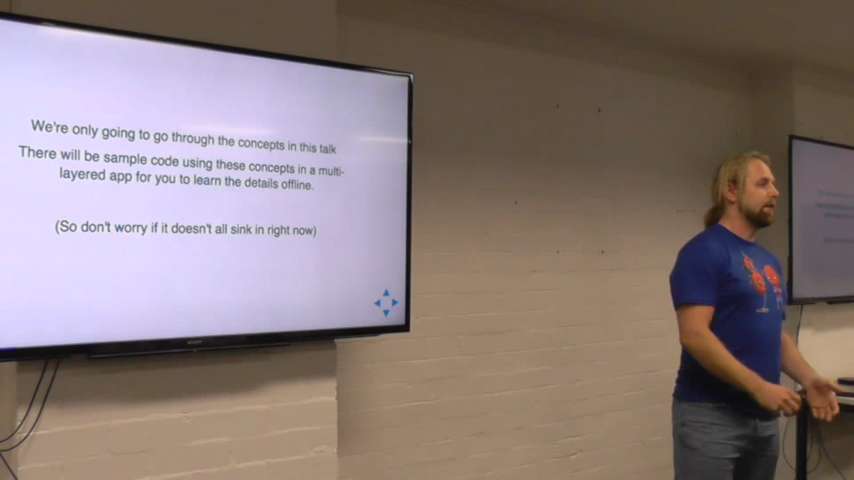 We're only going to go through the concepts in this talk
There will be sample code using these concepts in a multi-
layered app for you to learn the details offline.
(So don't worry if it doesn't all sink in right now)